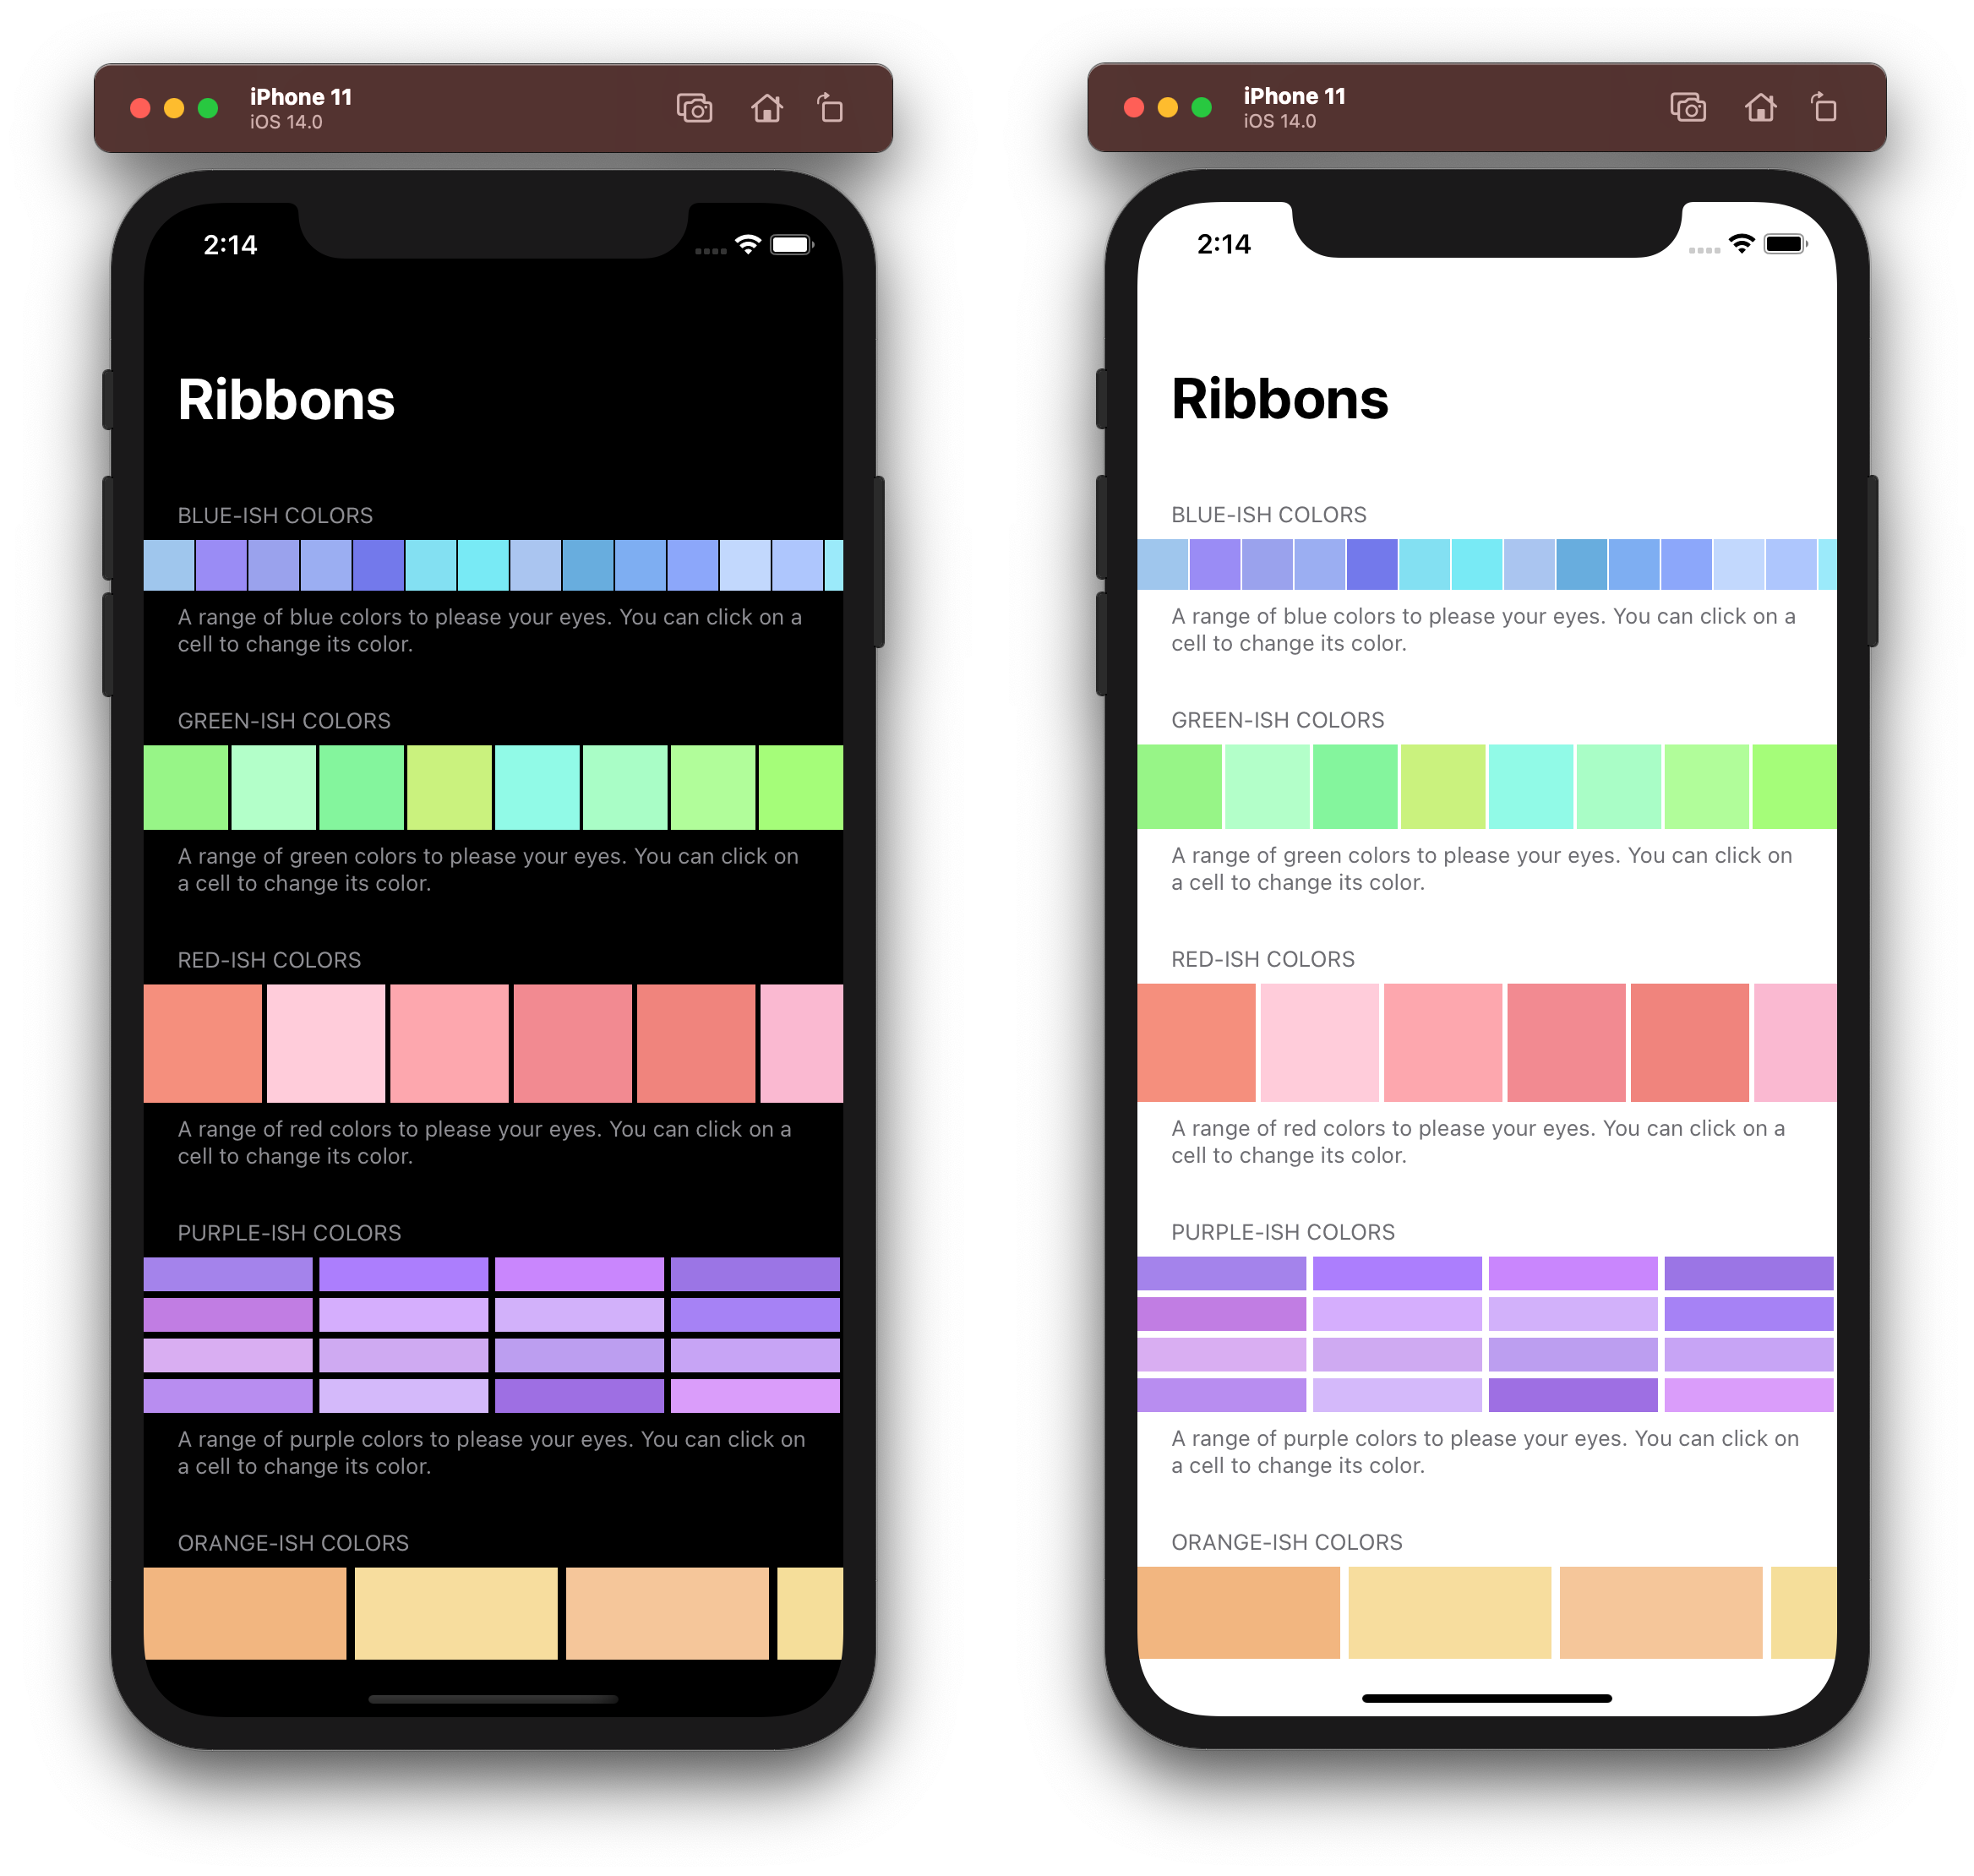 iPhone 11
iOS 14.0
2:14
Ribbons
BLUE-ISH COLORS
A range of blue colors to please your eyes. You can click on a
cell to change its color.
GREEN-ISH COLORS
A range of green colors to please your eyes. You can click on
a cell to change its color.
RED-ISH COLORS
A range of red colors to please your eyes. You can click on a
cell to change its color.
PURPLE-ISH COLORS
A range of purple colors to please your eyes. You can click on
a cell to change its color.
ORANGE-ISH COLORS
iPhone 11
iOS 14.0
2:14
Ribbons
BLUE-ISH COLORS
A range of blue colors to please your eyes. You can click on a
cell to change its color.
GREEN-ISH COLORS
A range of green colors to please your eyes. You can click on
a cell to change its color.
RED-ISH COLORS
A range of red colors to please your eyes. You can click on a
cell to change its color.
PURPLE-ISH COLORS
A range of purple colors to please your eyes. You can click on
a cell to change its color.
ORANGE-ISH COLORS